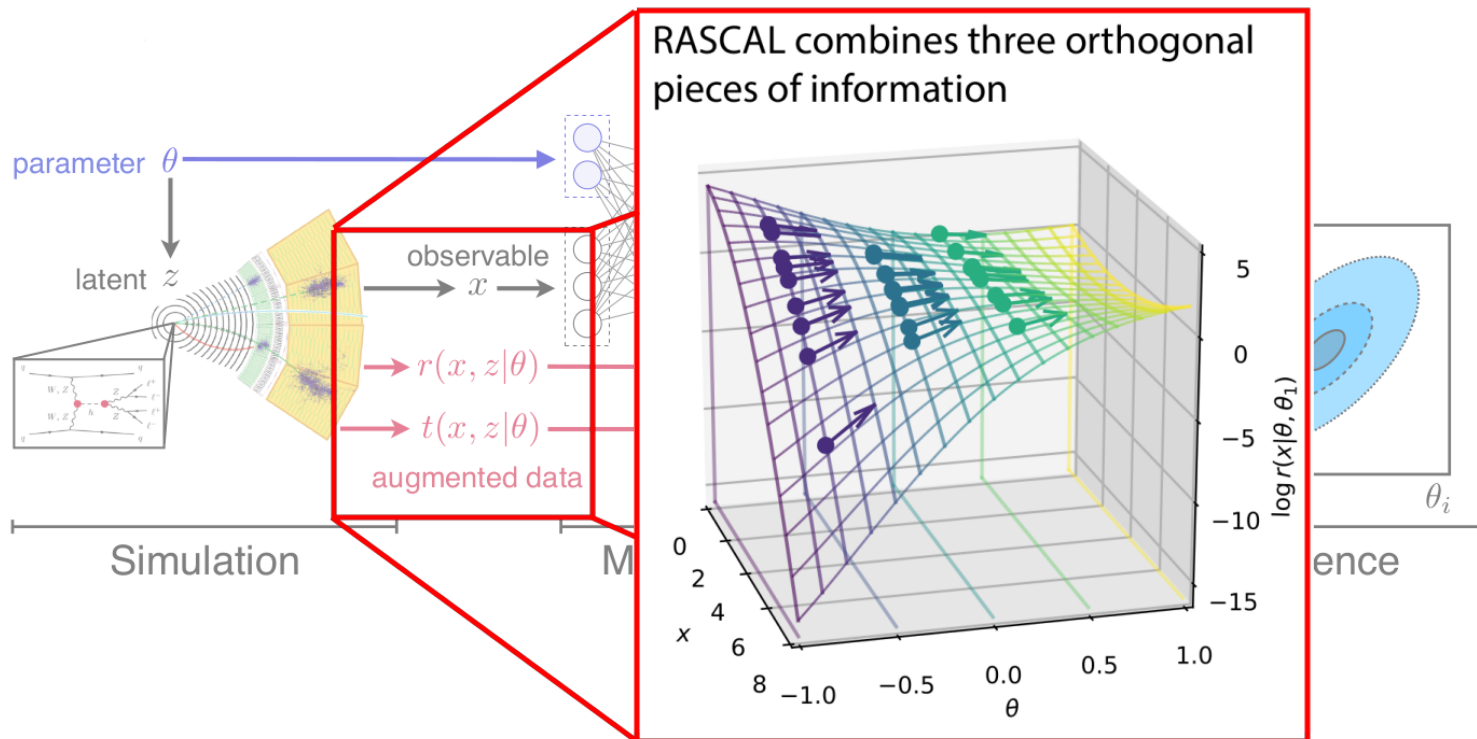 RASCAL combines three orthogonal
pieces of information
parameter θ
latent z
observable
x
r(x, z|θ)
t(x, z|θ)
augmented data
Simulation
M
ence
θ_i
q
q
W, Z
h
Z
Z
W, Z
q
q
5
0
−5
−10
−15
log r(x|θ, θ₁)
0
2
4
6
8
x
−1.0
−0.5
0.0
0.5
1.0
θ